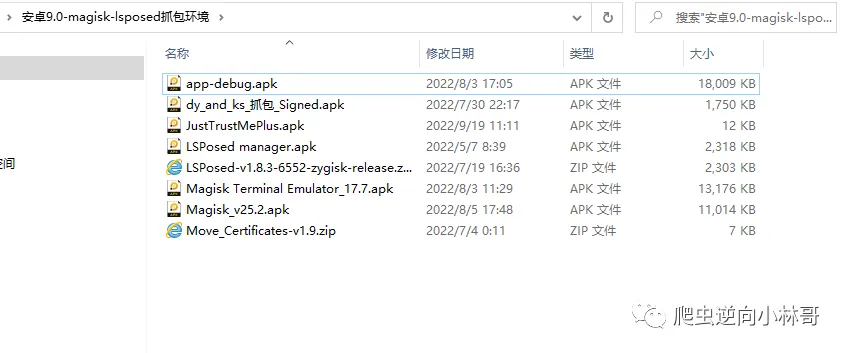 安卓9.0-magisk-lsposed抓包环境
搜索"安卓9.0-magisk-lspo...
名称 修改日期 类型 大小
app-debug.apk 2022/8/3 17:05 APK 文件 18,009 KB
dy_and_ks_抓包_Signed.apk 2022/7/30 22:17 APK 文件 1,750 KB
JustTrustMePlus.apk 2022/9/19 11:11 APK 文件 12 KB
LSPosed manager.apk 2022/5/7 8:39 APK 文件 2,318 KB
LSPosed-v1.8.3-6552-zygisk-release.z... 2022/7/19 16:36 ZIP 文件 2,303 KB
空间
Magisk Terminal Emulator_17.7.apk 2022/8/3 11:29 APK 文件 13,176 KB
Magisk_v25.2.apk 2022/8/5 17:48 APK 文件 11,014 KB
Move_Certificates-v1.9.zip 2022/7/4 0:11 ZIP 文件 7 KB
爬虫逆向小林哥